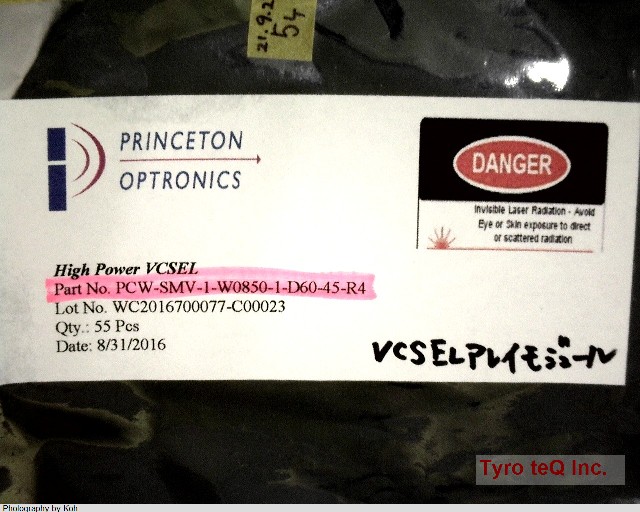 21.9.2
54
PRINCETON
OPTRONICS
DANGER
Invisible Laser Radiation - Avoid
Eye or Skin exposure to direct
or scattered radiation
High Power VCSEL
Part No. PCW-SMV-1-W0850-1-D60-45-R4
Lot No. WC2016700077-C00023
Qty.: 55 Pcs
Date: 8/31/2016
VCSELアレイモジュール
Tyro teQ Inc.
Photography by Koh